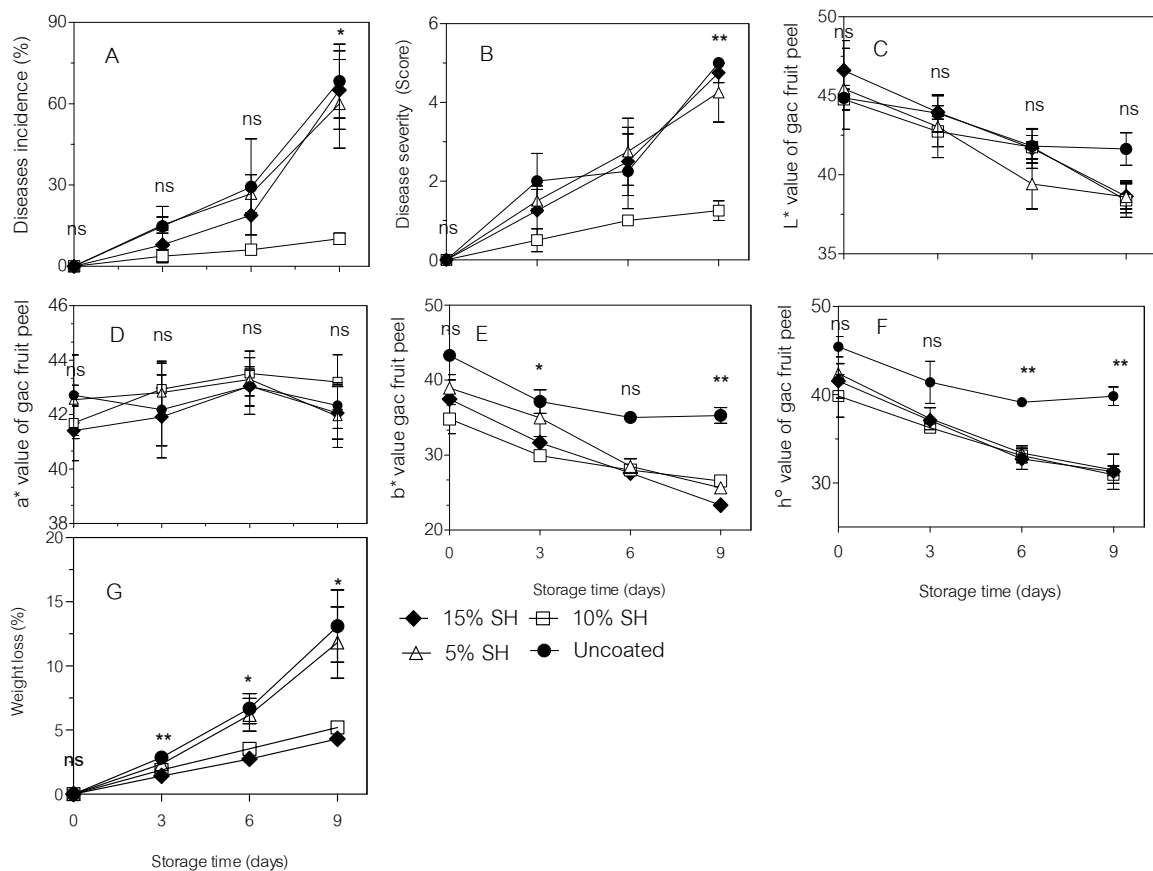 90
60
30
0
Diseases incidence (%)
A
ns
ns
ns
*
6
4
2
0
Disease severity (Score)
B
ns
**
50
45
40
35
L* value of gac fruit peel
C
ns
ns
ns
ns
46
44
42
40
38
a* value of gac fruit peel
D
ns
ns
ns
ns
50
40
30
20
b* value gac fruit peel
E
ns
*
ns
**
0
3
6
9
Storage time (days)
50
40
30
h° value of gac fruit peel
F
ns
ns
**
**
0
3
6
9
Storage time (days)
20
15
10
5
0
Weight loss (%)
G
ns
**
*
*
0
3
6
9
Storage time (days)
15% SH
10% SH
5% SH
Uncoated